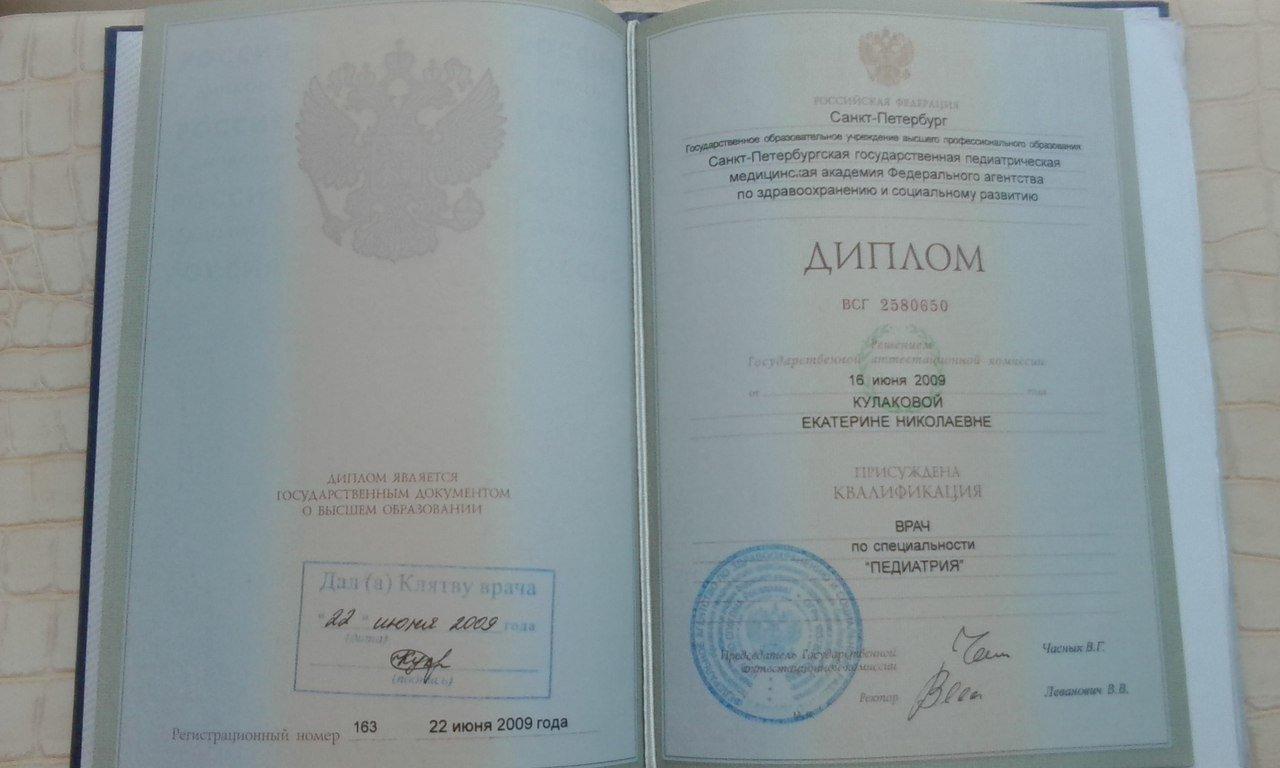 ДИПЛОМ ЯВЛЯЕТСЯ
ГОСУДАРСТВЕННЫМ ДОКУМЕНТОМ
О ВЫСШЕМ ОБРАЗОВАНИИ
Дал (а) Клятву врача
"22" июня 2009 года
(дата)
(подпись)
Регистрационный номер 163 22 июня 2009 года
РОССИЙСКАЯ ФЕДЕРАЦИЯ
Санкт-Петербург
Государственное образовательное учреждение высшего профессионального образования
Санкт-Петербургская государственная педиатрическая
медицинская академия Федерального агентства
по здравоохранению и социальному развитию
ДИПЛОМ
ВСГ 2580650
Решением
Государственной аттестационной комиссии
от 16 июня 2009 года
КУЛАКОВОЙ
ЕКАТЕРИНЕ НИКОЛАЕВНЕ
ПРИСУЖДЕНА
КВАЛИФИКАЦИЯ
ВРАЧ
по специальности
"ПЕДИАТРИЯ"
Председатель Государственной
аттестационной комиссии
Часнык В.Г.
Ректор
Леванович В.В.